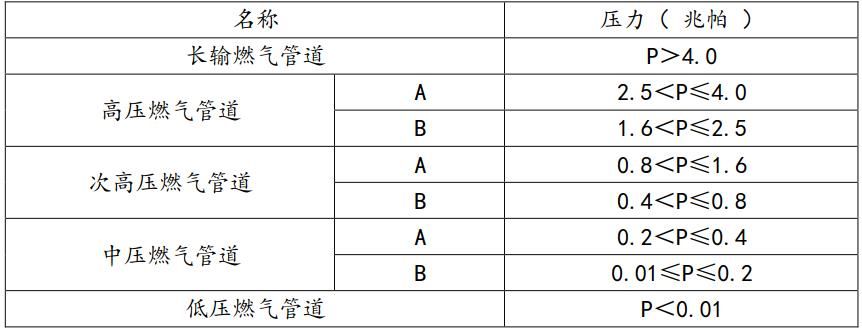 名称 压力（ 兆帕 ）
长输燃气管道 P＞4.0
高压燃气管道 A 2.5＜P≤4.0
B 1.6＜P≤2.5
次高压燃气管道 A 0.8＜P≤1.6
B 0.4＜P≤0.8
中压燃气管道 A 0.2＜P≤0.4
B 0.01≤P≤0.2
低压燃气管道 P＜0.01